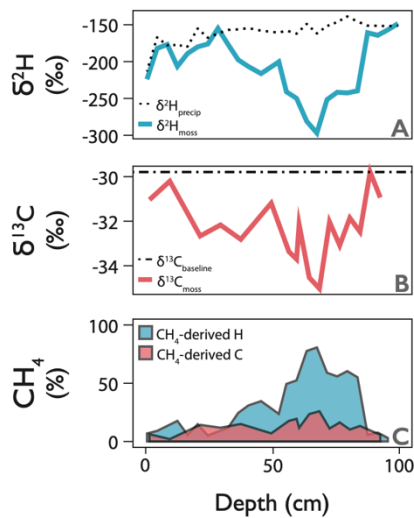 δ²H
(‰)
-150
-200
-250
-300
δ²Hprecip
δ²Hmoss
A
δ¹³C
(‰)
-30
-32
-34
δ¹³Cbaseline
δ¹³Cmoss
B
CH₄
(%)
100
50
0
CH₄-derived H
CH₄-derived C
C
0
50
100
Depth (cm)